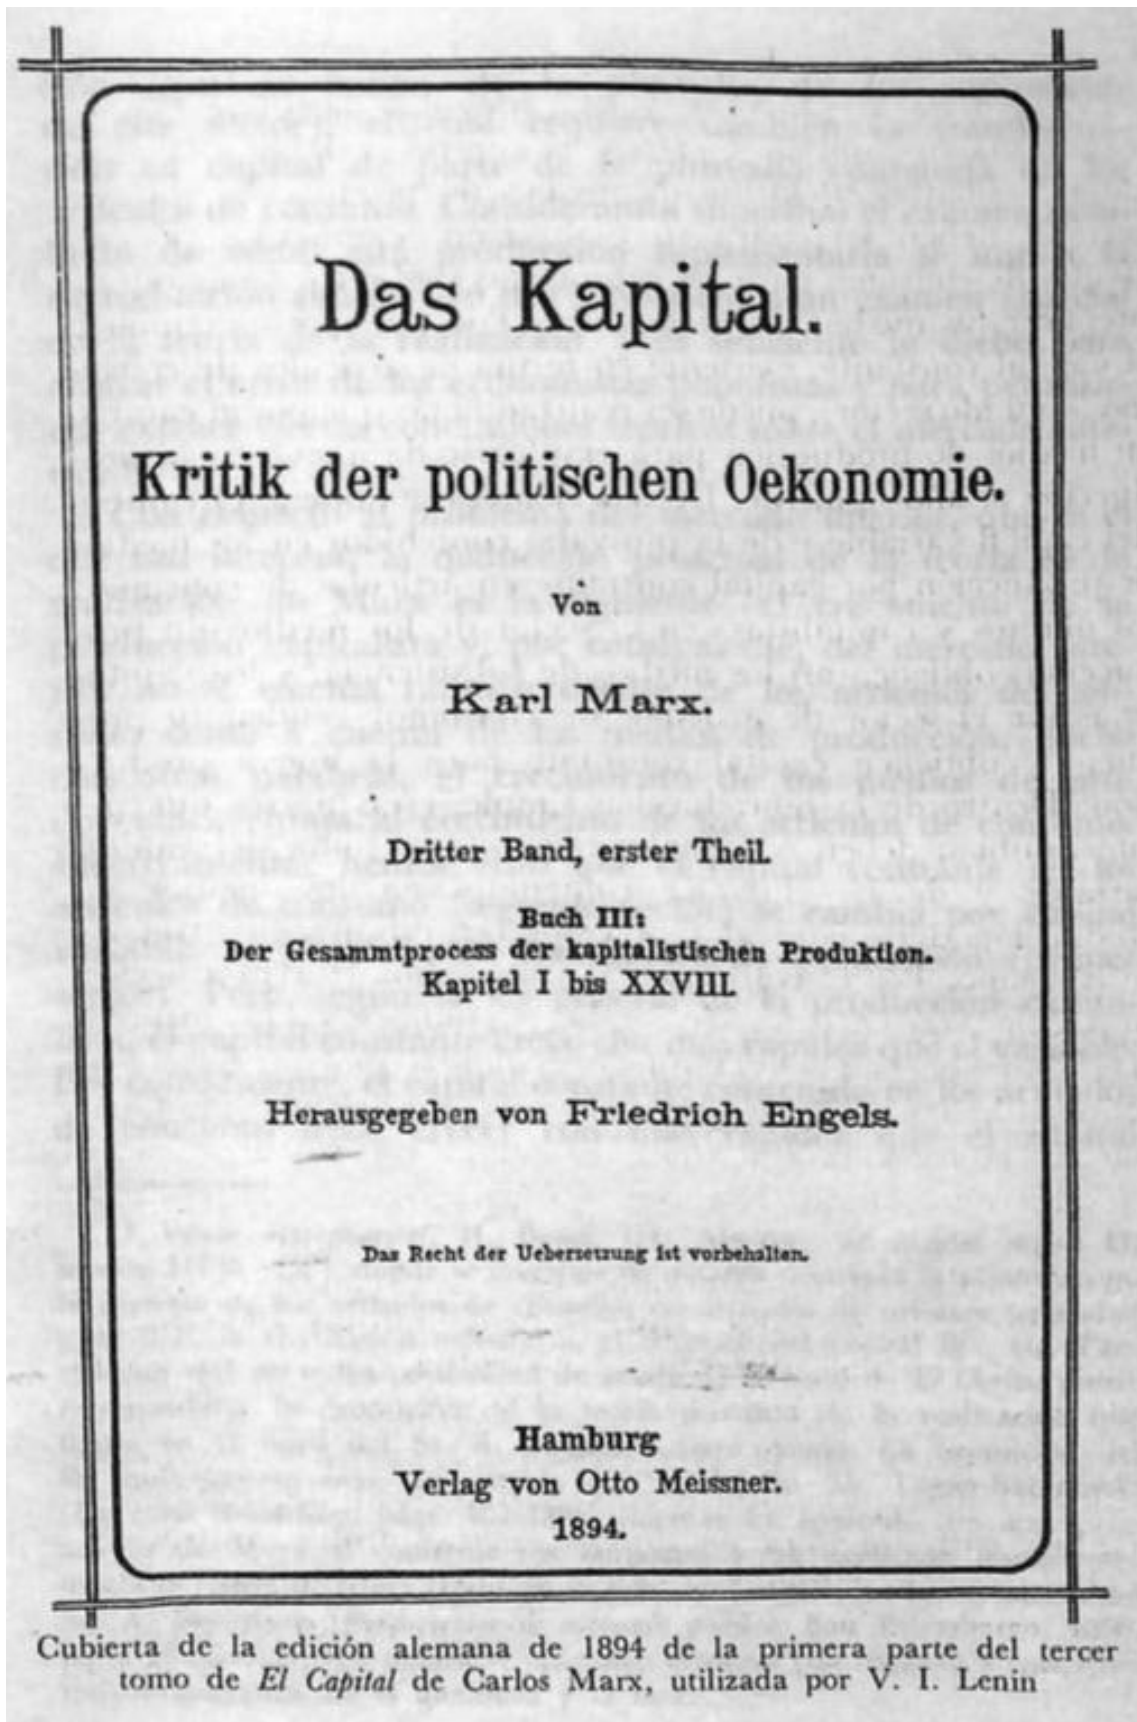 Das Kapital.
Kritik der politischen Oekonomie.
Von
Karl Marx.
Dritter Band, erster Theil.
Buch III:
Der Gesammtprocess der kapitalistischen Produktion.
Kapitel I bis XXVIII.
Herausgegeben von Friedrich Engels.
Das Recht der Uebersetzung ist vorbehalten.
Hamburg
Verlag von Otto Meissner.
1894.
Cubierta de la edición alemana de 1894 de la primera parte del tercer
tomo de El Capital de Carlos Marx, utilizada por V. I. Lenin